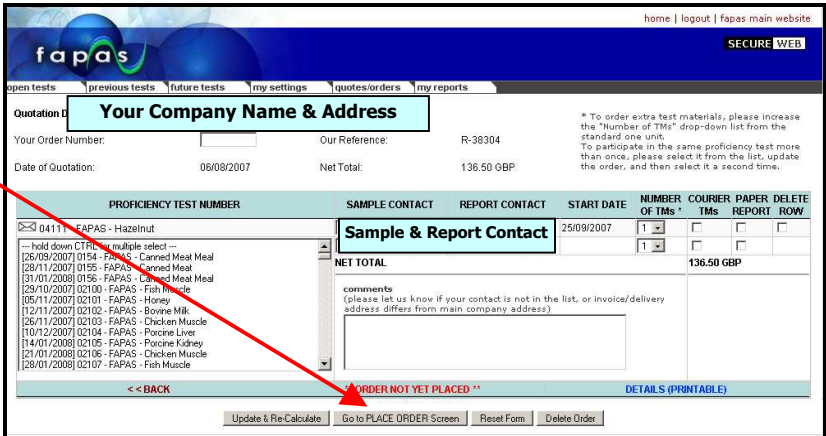 home | logout | fapas main website
fapas
SECURE WEB
open tests previous tests future tests my settings quotes/orders my reports
Quotation D
Your Company Name & Address
* To order extra test materials, please increase
the "Number of TMs" drop-down list from the
standard one unit.
To participate in the same proficiency test more
than once, please select it from the list, update
the order, and then select it a second time.
Your Order Number: Our Reference: R-38304
Date of Quotation: 06/08/2007 Net Total: 136.50 GBP
PROFICIENCY TEST NUMBER SAMPLE CONTACT REPORT CONTACT START DATE NUMBER OF TMs * COURIER TMs PAPER REPORT DELETE ROW
04111 - FAPAS - Hazelnut 25/09/2007 1
Sample & Report Contact
1
--- hold down CTRL for multiple select ---
[26/09/2007] 0154 - FAPAS - Canned Meat Meal
[28/11/2007] 0155 - FAPAS - Canned Meat
[31/01/2008] 0156 - FAPAS - Canned Meat Meal
[29/10/2007] 02100 - FAPAS - Fish Muscle
[05/11/2007] 02101 - FAPAS - Honey
[12/11/2007] 02102 - FAPAS - Bovine Milk
[26/11/2007] 02103 - FAPAS - Chicken Muscle
[10/12/2007] 02104 - FAPAS - Porcine Liver
[14/01/2008] 02105 - FAPAS - Porcine Kidney
[21/01/2008] 02106 - FAPAS - Chicken Muscle
[28/01/2008] 02107 - FAPAS - Fish Muscle
NET TOTAL 136.50 GBP
comments
(please let us know if your contact is not in the list, or invoice/delivery
address differs from main company address)
<< BACK ORDER NOT YET PLACED ** DETAILS (PRINTABLE)
Update & Re-Calculate Go to PLACE ORDER Screen Reset Form Delete Order